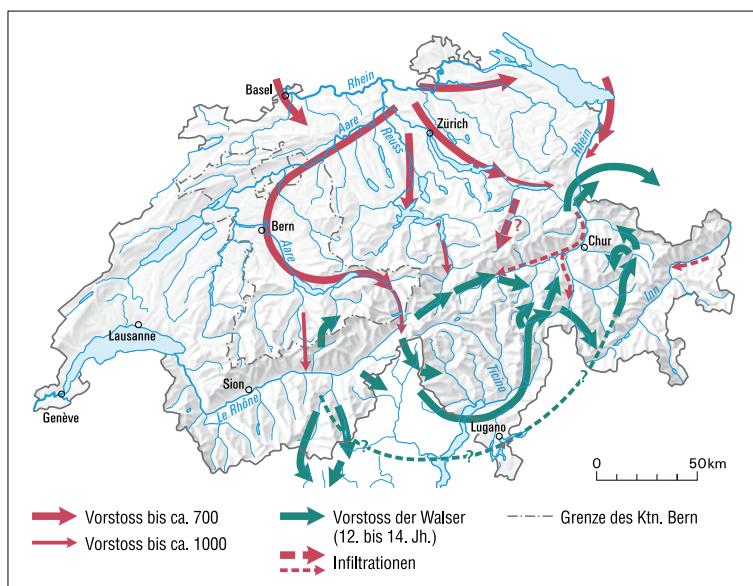 Basel
Rhein
Aare
Reuss
Zürich
Rhein
?
Bern
Aare
Chur
Inn
Lausanne
Sion
Le Rhône
Ticino
Genève
?
Lugano
?
0 50km
Vorstoss bis ca. 700
Vorstoss bis ca. 1000
Vorstoss der Walser
(12. bis 14. Jh.)
Infiltrationen
Grenze des Ktn. Bern